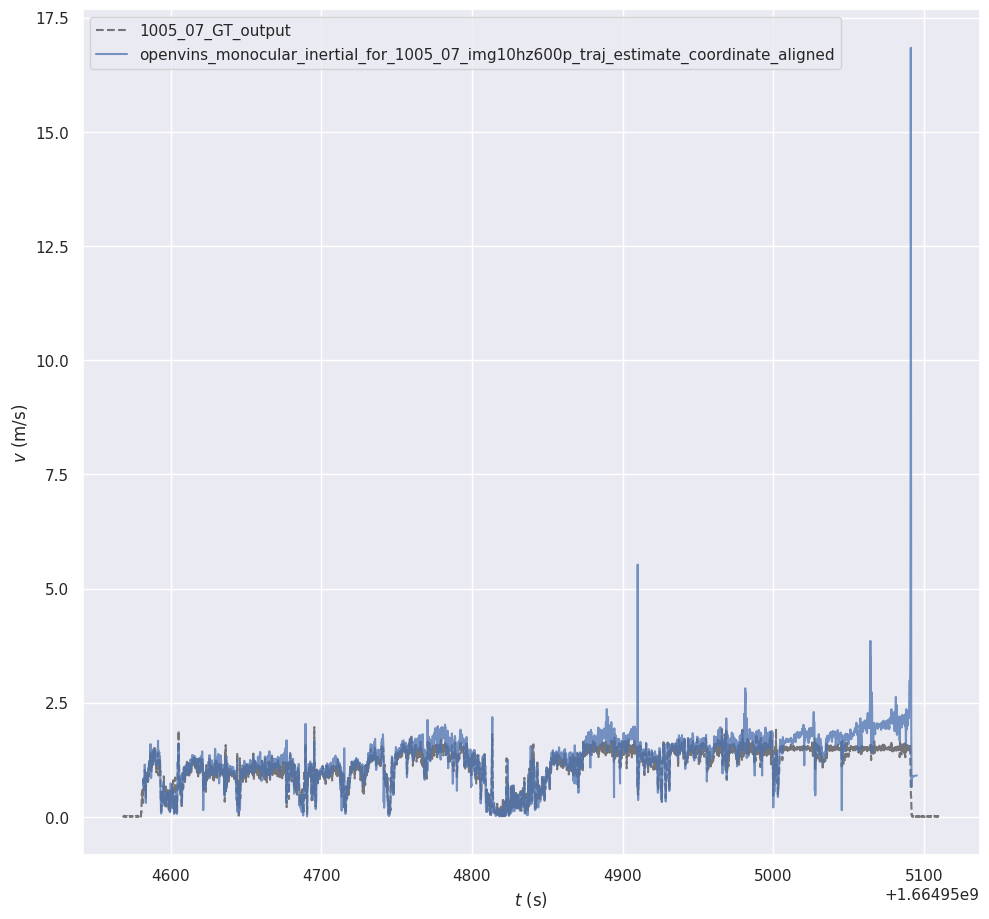 17.5
1005_07_GT_output
openvins_monocular_inertial_for_1005_07_img10hz600p_traj_estimate_coordinate_aligned
15.0
12.5
10.0
v (m/s)
7.5
5.0
2.5
0.0
4600 4700 4800 4900 5000 5100
t (s)
+1.66495e9